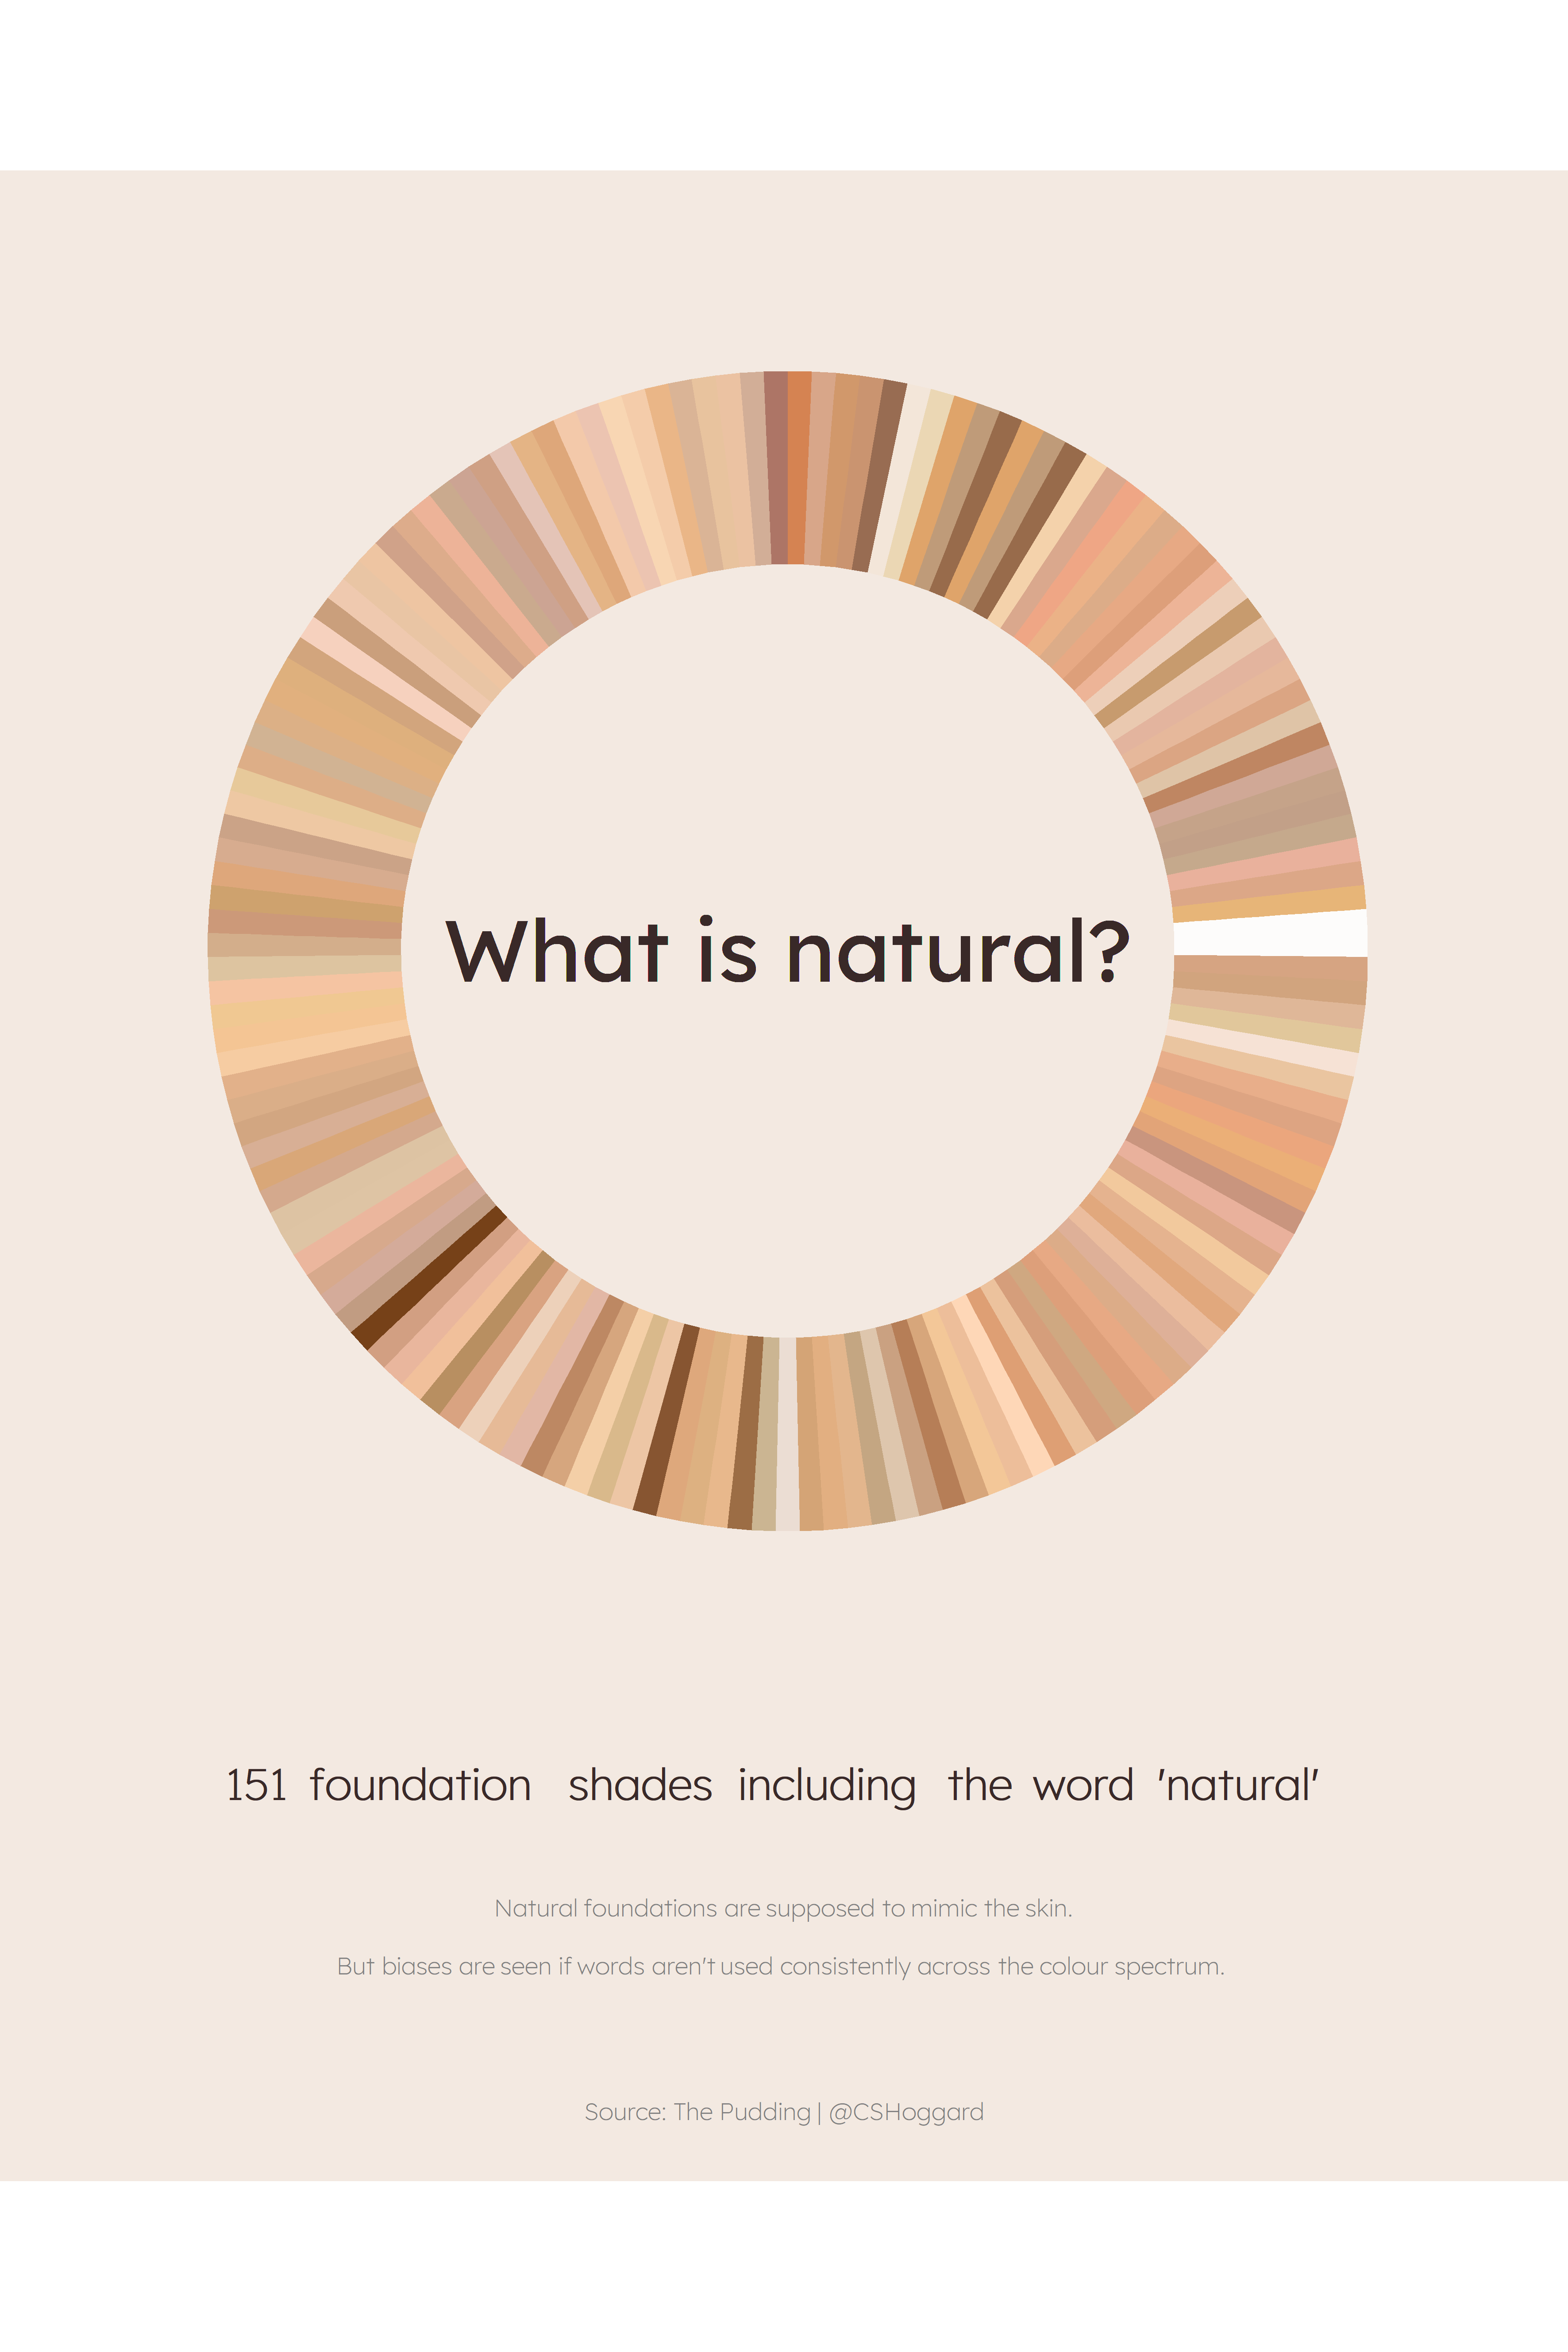 What is natural?
151 foundation shades including the word 'natural'
Natural foundations are supposed to mimic the skin.
But biases are seen if words aren't used consistently across the colour spectrum.
Source: The Pudding | @CSHoggard